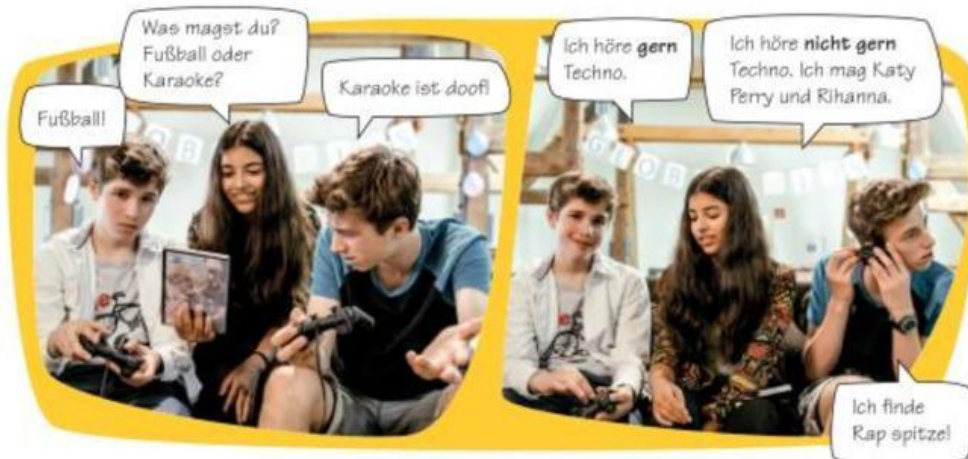 Was magst du?
Fußball oder
Karaoke?
Fußball!
Karaoke ist doof!
Ich höre gern
Techno.
Ich höre nicht gern
Techno. Ich mag Katy
Perry und Rihanna.
Ich finde
Rap spitze!